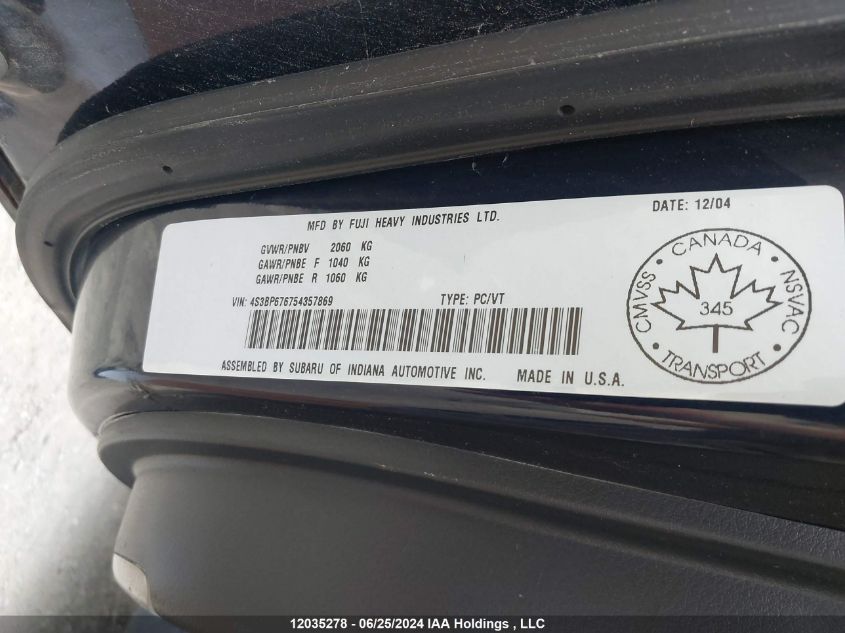 MFD BY FUJI HEAVY INDUSTRIES LTD.
DATE: 12/04
GVWR/PNBV 2060 KG
GAWR/PNBE F 1040 KG
GAWR/PNBE R 1060 KG
VIN: 4S3BP676754357869 TYPE: PC/VT
ASSEMBLED BY SUBARU OF INDIANA AUTOMOTIVE INC. MADE IN U.S.A.
CMVSS · CANADA · NSVAC · TRANSPORT ·
345
12035278 - 06/25/2024 IAA Holdings , LLC